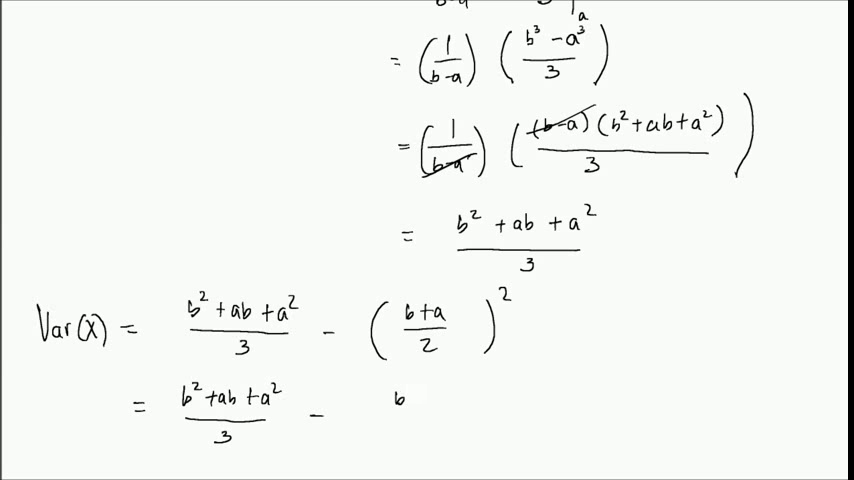 = (1/(b-a)) ((b³ - a³)/3)
= (1/(b-a)) ((b-a)(b² + ab + a²)/3)
= (b² + ab + a²)/3
Var(X) = (b² + ab + a²)/3 - ((b+a)/2)²
= (b² + ab + a²)/3 - b